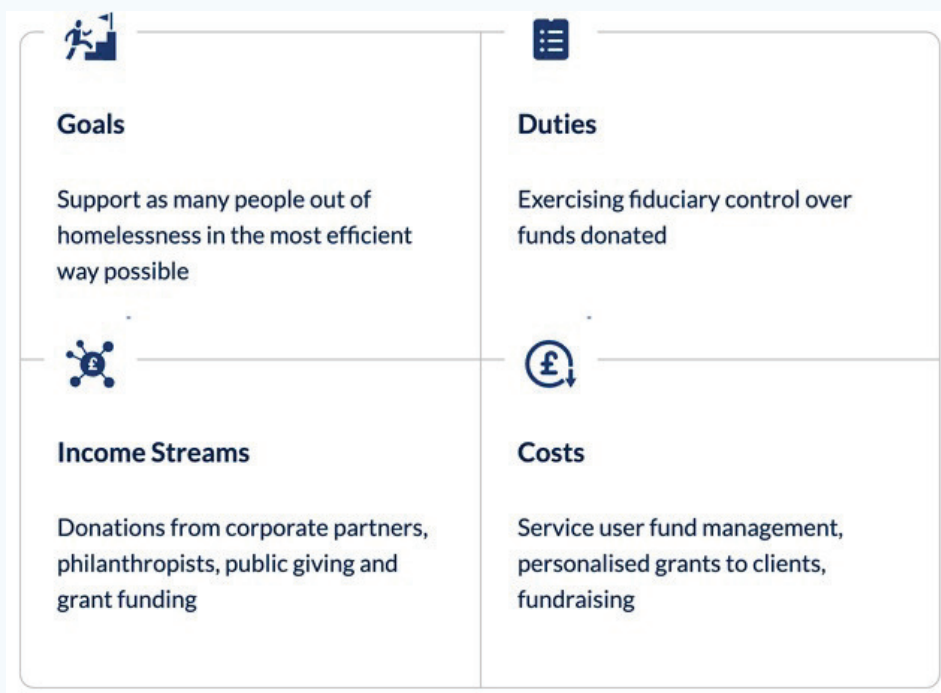 Goals
Support as many people out of
homelessness in the most efficient
way possible
Duties
Exercising fiduciary control over
funds donated
£
Income Streams
Donations from corporate partners,
philanthropists, public giving and
grant funding
£
Costs
Service user fund management,
personalised grants to clients,
fundraising